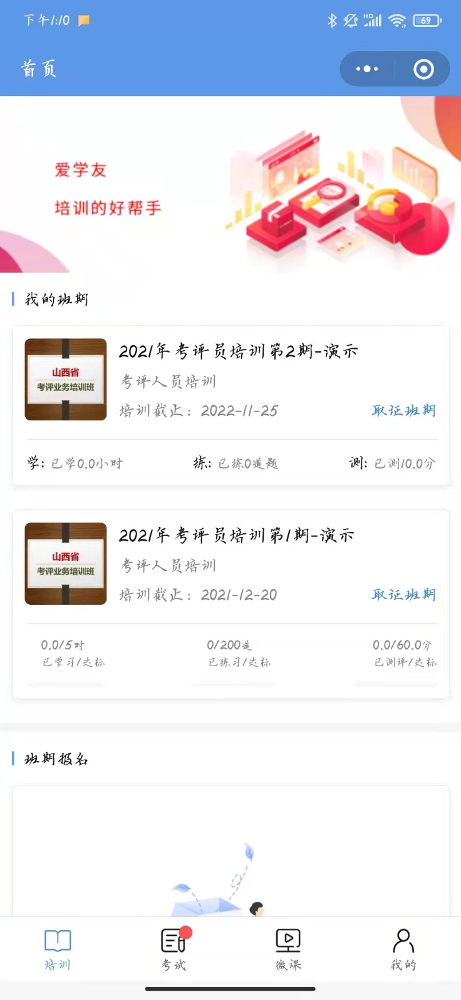 下午1:10
HD
69
首页
爱学友
培训的好帮手
我的班期
山西省
考评业务培训班
2021年考评员培训第2期-演示
考评人员培训
培训截止：2022-11-25
取证班期
学: 已学0.0小时
练: 已练0道题
测: 已测10.0分
山西省
考评业务培训班
2021年考评员培训第1期-演示
考评人员培训
培训截止：2021-12-20
取证班期
0.0/5时
已学习/达标
0/200道
已练习/达标
0.0/60.0分
已测评/达标
班期报名
培训
考试
微课
我的